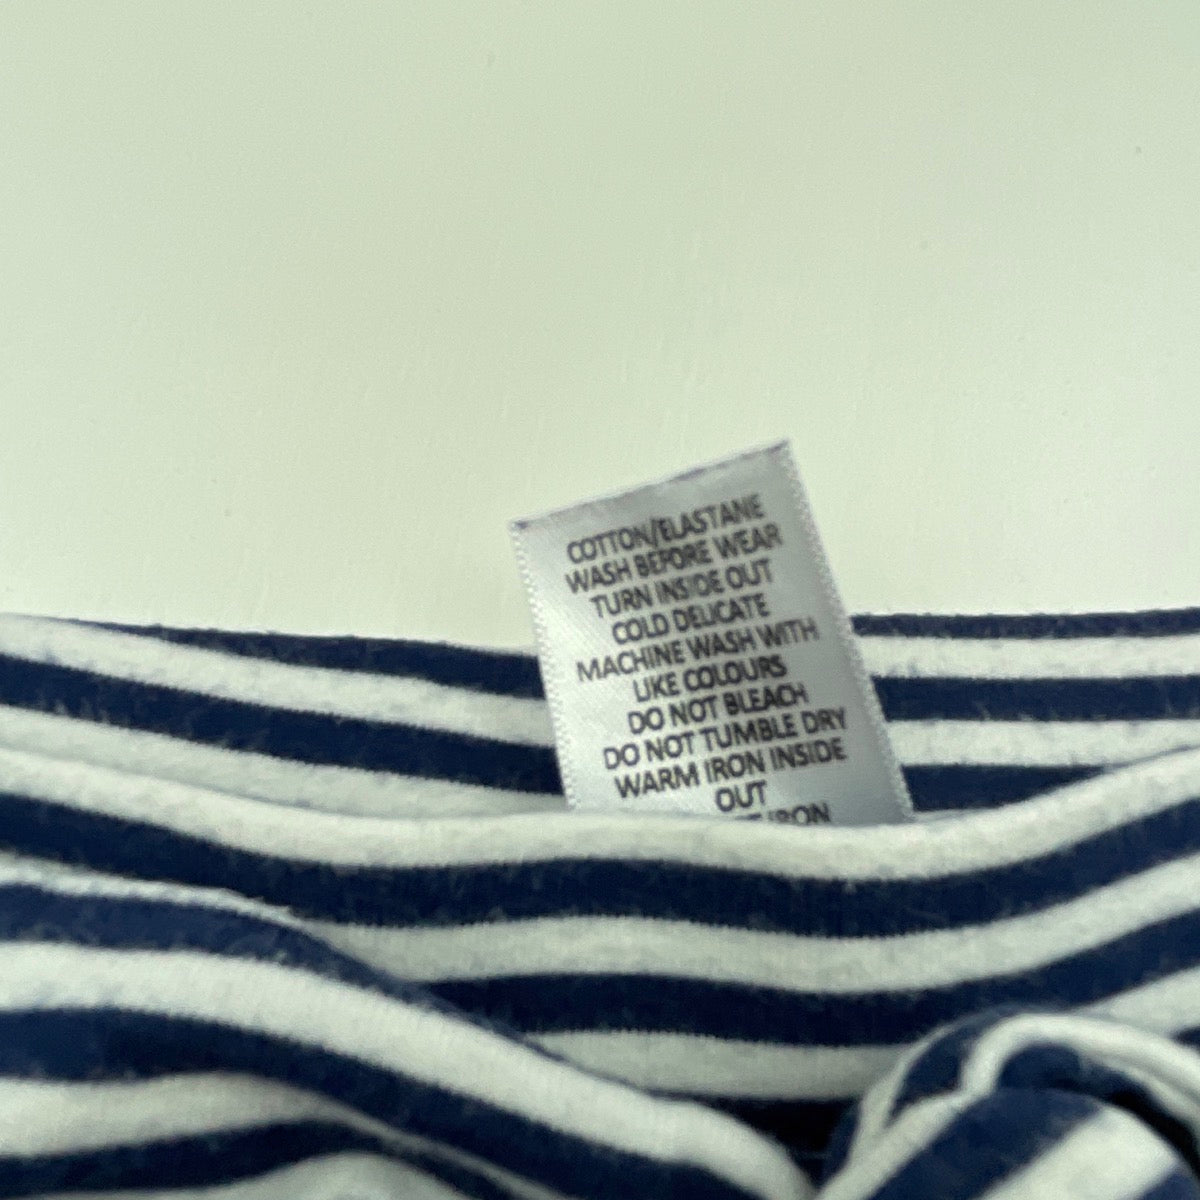 COTTON/ELASTANE
WASH BEFORE WEAR
TURN INSIDE OUT
COLD DELICATE
MACHINE WASH WITH
LIKE COLOURS
DO NOT BLEACH
DO NOT TUMBLE DRY
WARM IRON INSIDE
OUT
IRON